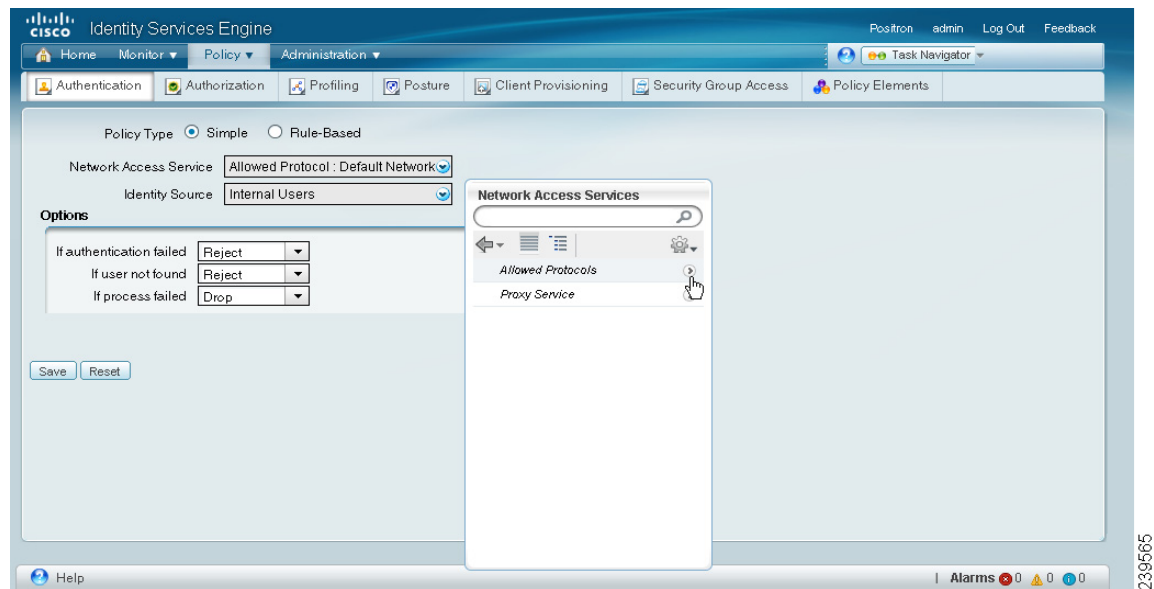 cisco Identity Services Engine Positron admin Log Out Feedback
Home Monitor Policy Administration Task Navigator
Authentication Authorization Profiling Posture Client Provisioning Security Group Access Policy Elements
Policy Type Simple Rule-Based
Network Access Service Allowed Protocol : Default Network
Identity Source Internal Users
Options
If authentication failed Reject
If user not found Reject
If process failed Drop
Save Reset
Network Access Services
Allowed Protocols
Proxy Service
Help Alarms 0 0 0
239565